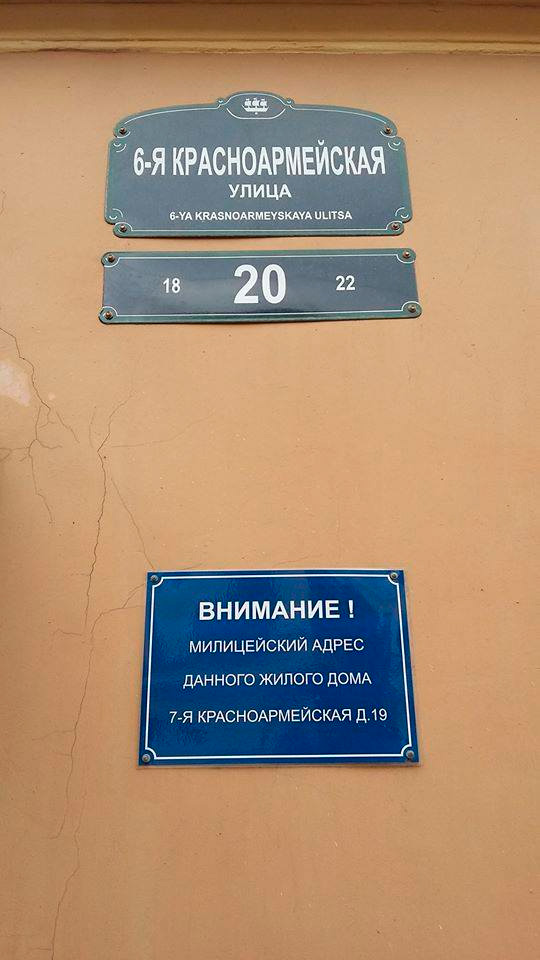 6-Я КРАСНОАРМЕЙСКАЯ
УЛИЦА
6-YA KRASNOARMEYSKAYA ULITSA
18 20 22
ВНИМАНИЕ !
МИЛИЦЕЙСКИЙ АДРЕС
ДАННОГО ЖИЛОГО ДОМА
7-Я КРАСНОАРМЕЙСКАЯ Д.19